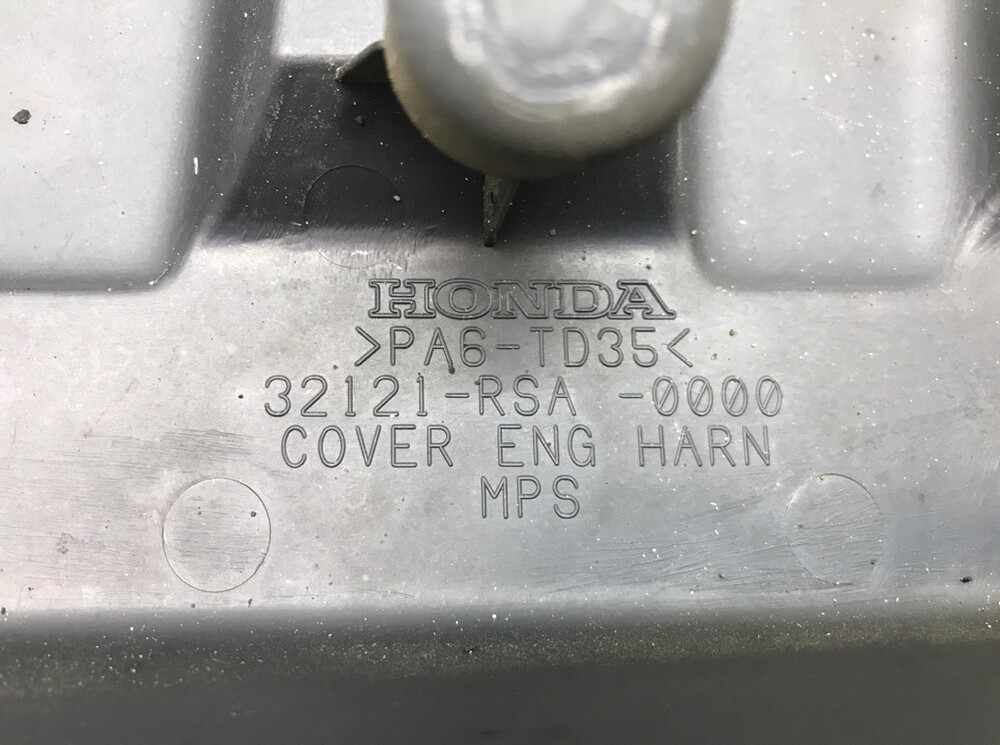 HONDA
>PA6-TD35<
32121-RSA -0000
COVER ENG HARN
MPS